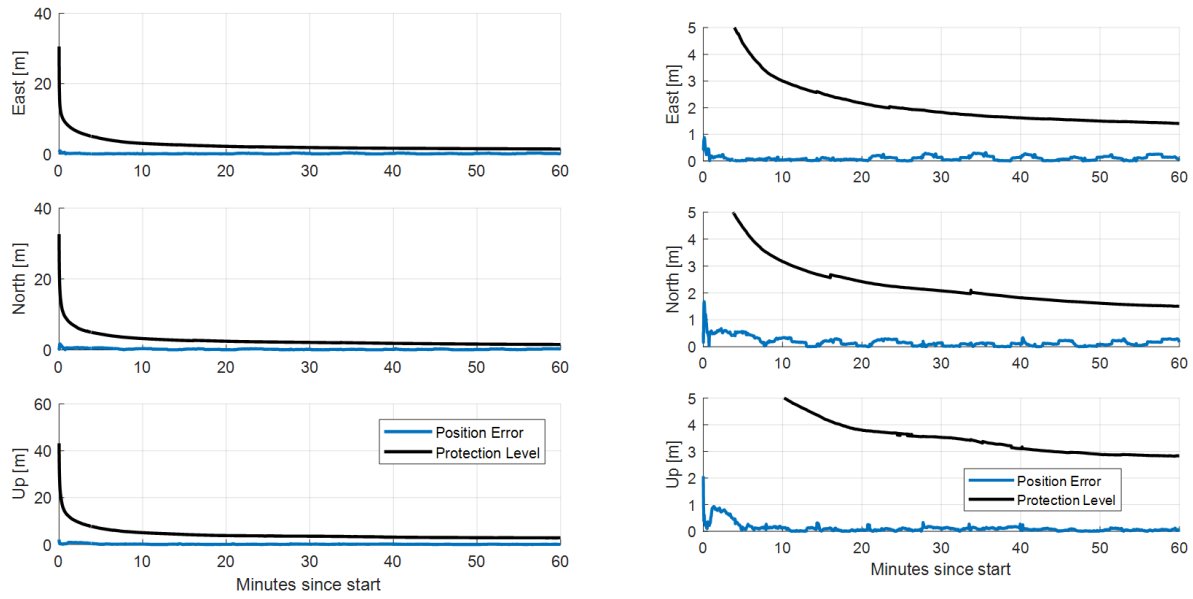 40
20
0
East [m]
0 10 20 30 40 50 60
40
20
0
North [m]
0 10 20 30 40 50 60
60
40
20
0
Up [m]
Position Error
Protection Level
0 10 20 30 40 50 60
Minutes since start
5
4
3
2
1
0
East [m]
0 10 20 30 40 50 60
5
4
3
2
1
0
North [m]
0 10 20 30 40 50 60
5
4
3
2
1
0
Up [m]
Position Error
Protection Level
0 10 20 30 40 50 60
Minutes since start